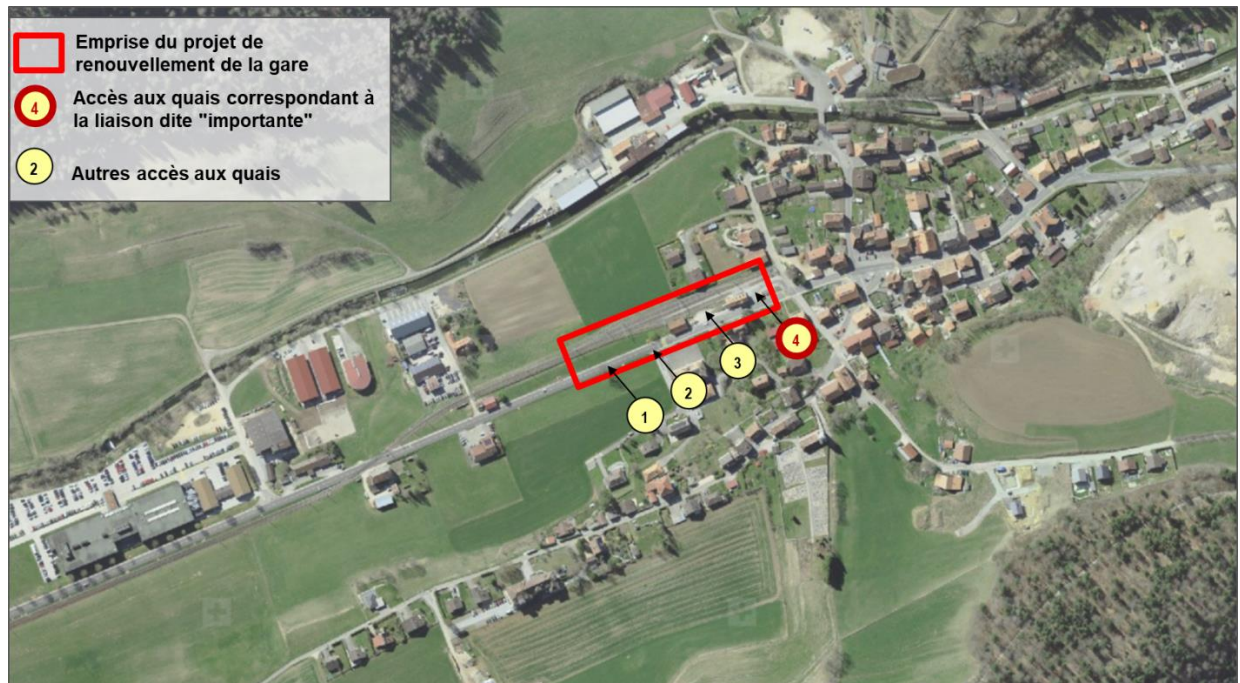 Emprise du projet de
renouvellement de la gare
4
Accès aux quais correspondant à
la liaison dite "importante"
2
Autres accès aux quais
4
3
2
1